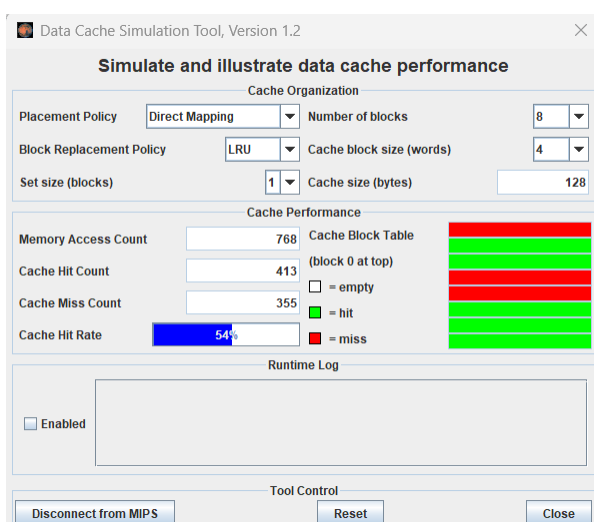 Data Cache Simulation Tool, Version 1.2
Simulate and illustrate data cache performance
Cache Organization
Placement Policy Direct Mapping Number of blocks 8
Block Replacement Policy LRU Cache block size (words) 4
Set size (blocks) 1 Cache size (bytes) 128
Cache Performance
Memory Access Count 768 Cache Block Table
(block 0 at top)
Cache Hit Count 413
= empty
Cache Miss Count 355
= hit
Cache Hit Rate 54%
= miss
Runtime Log
Enabled
Tool Control
Disconnect from MIPS Reset Close